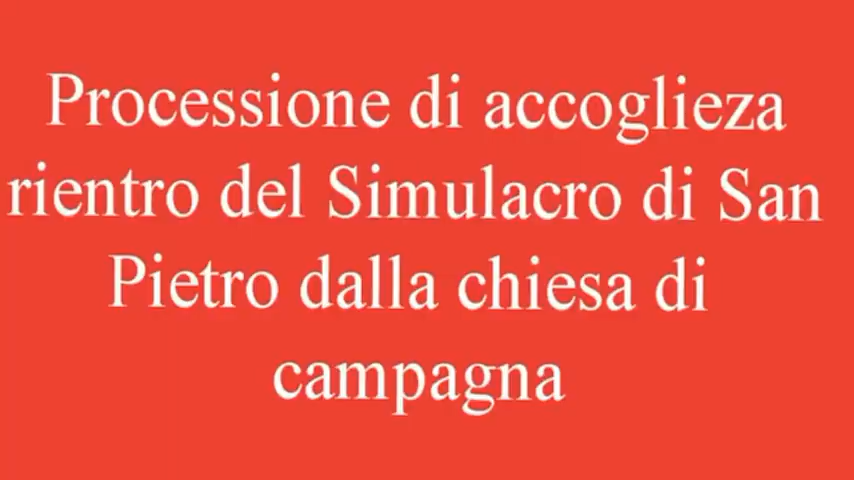 Processione di accoglieza
rientro del Simulacro di San
Pietro dalla chiesa di
campagna